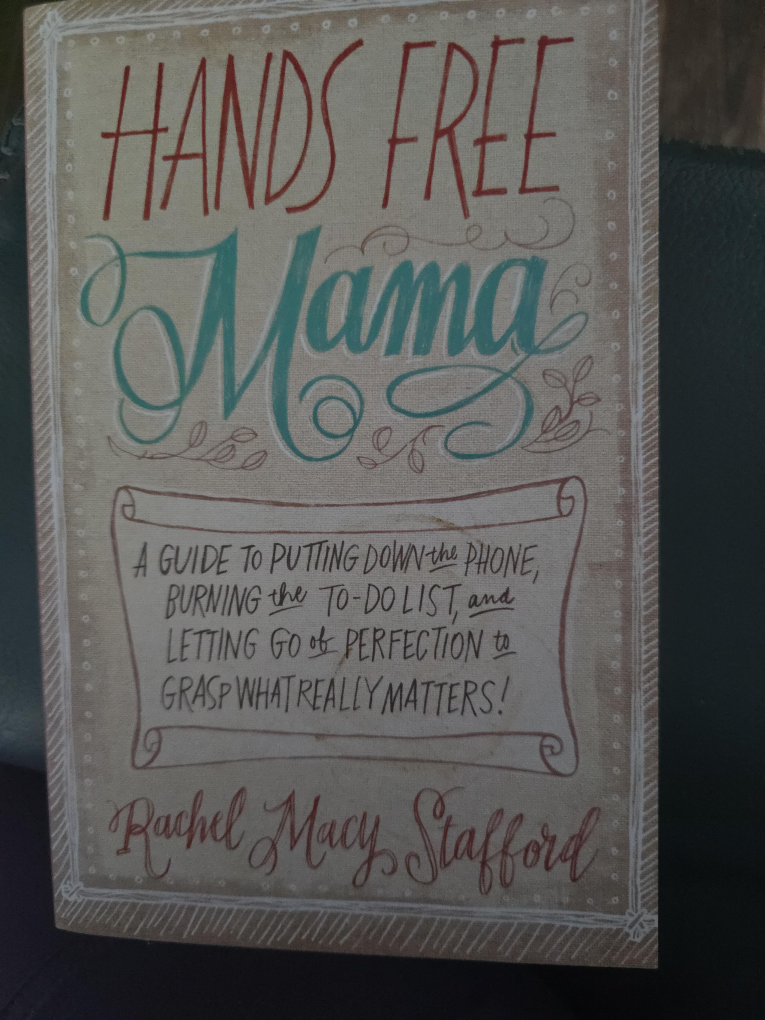 HANDS FREE
Mama
A GUIDE TO PUTTING DOWN the PHONE,
BURNING the TO-DO LIST, and
LETTING GO of PERFECTION to
GRASP WHAT REALLY MATTERS!
Rachel Macy Stafford